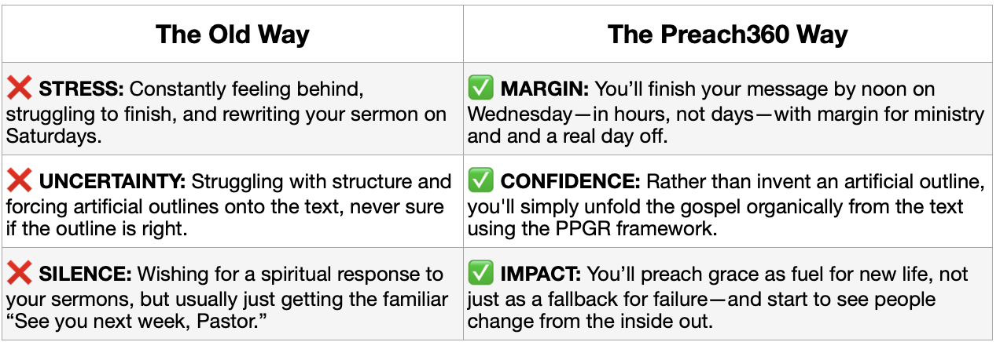 The Old Way
The Preach360 Way
❌ STRESS: Constantly feeling behind,
struggling to finish, and rewriting your sermon on
Saturdays.
✅ MARGIN: You’ll finish your message by noon on
Wednesday—in hours, not days—with margin for ministry
and and a real day off.
❌ UNCERTAINTY: Struggling with structure and
forcing artificial outlines onto the text, never sure
if the outline is right.
✅ CONFIDENCE: Rather than invent an artificial outline,
you'll simply unfold the gospel organically from the text
using the PPGR framework.
❌ SILENCE: Wishing for a spiritual response to
your sermons, but usually just getting the familiar
“See you next week, Pastor.”
✅ IMPACT: You’ll preach grace as fuel for new life, not
just as a fallback for failure—and start to see people
change from the inside out.